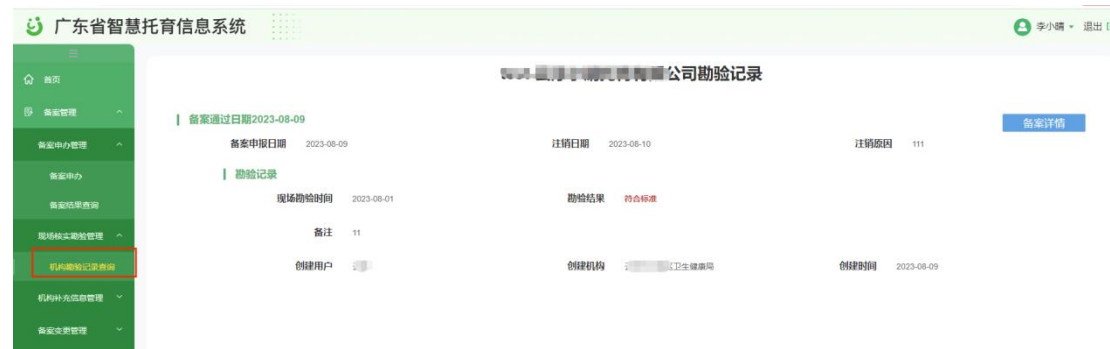 广东省智慧托育信息系统
李小晴 退出
首页
公司勘验记录
备案管理
备案通过日期2023-08-09
备案详情
备案申办管理
备案申报日期 2023-08-09
注销日期 2023-08-10
注销原因 111
备案申办
勘验记录
备案结果查询
现场勘验时间 2023-08-01
勘验结果 符合标准
现场核实勘验管理
备注 11
机构勘验记录查询
创建用户
创建机构 卫生健康局
创建时间 2023-08-09
机构补充信息管理
备案变更管理